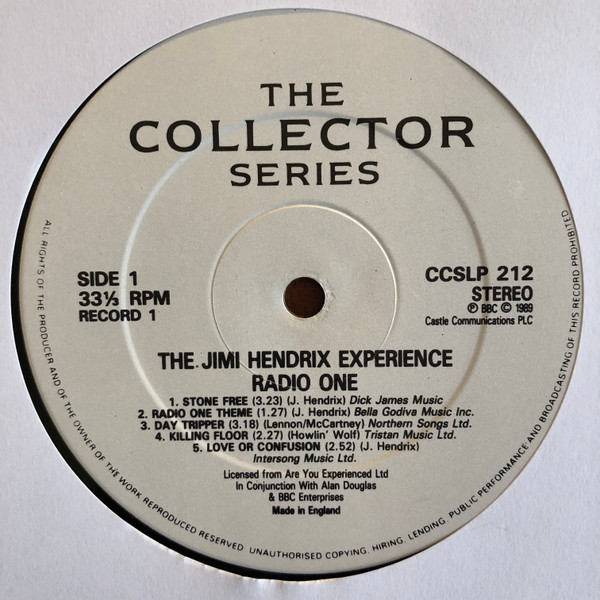 THE
COLLECTOR
SERIES
SIDE 1
33⅓ RPM
RECORD 1
CCSLP 212
STEREO
℗ BBC © 1989
Castle Communications PLC
THE JIMI HENDRIX EXPERIENCE
RADIO ONE
1. STONE FREE (3.23) (J. Hendrix) Dick James Music
2. RADIO ONE THEME (1.27) (J. Hendrix) Bella Godiva Music Inc.
3. DAY TRIPPER (3.18) (Lennon/McCartney) Northern Songs Ltd.
4. KILLING FLOOR (2.27) (Howlin' Wolf) Tristan Music Ltd.
5. LOVE OR CONFUSION (2.52) (J. Hendrix)
Intersong Music Ltd.
Licensed from Are You Experienced Ltd
In Conjunction With Alan Douglas
& BBC Enterprises
Made in England
ALL RIGHTS OF THE PRODUCER AND OF THE OWNER OF THE WORK REPRODUCED RESERVED. UNAUTHORISED COPYING. HIRING. LENDING. PUBLIC PERFORMANCE AND BROADCASTING OF THIS RECORD PROHIBITED